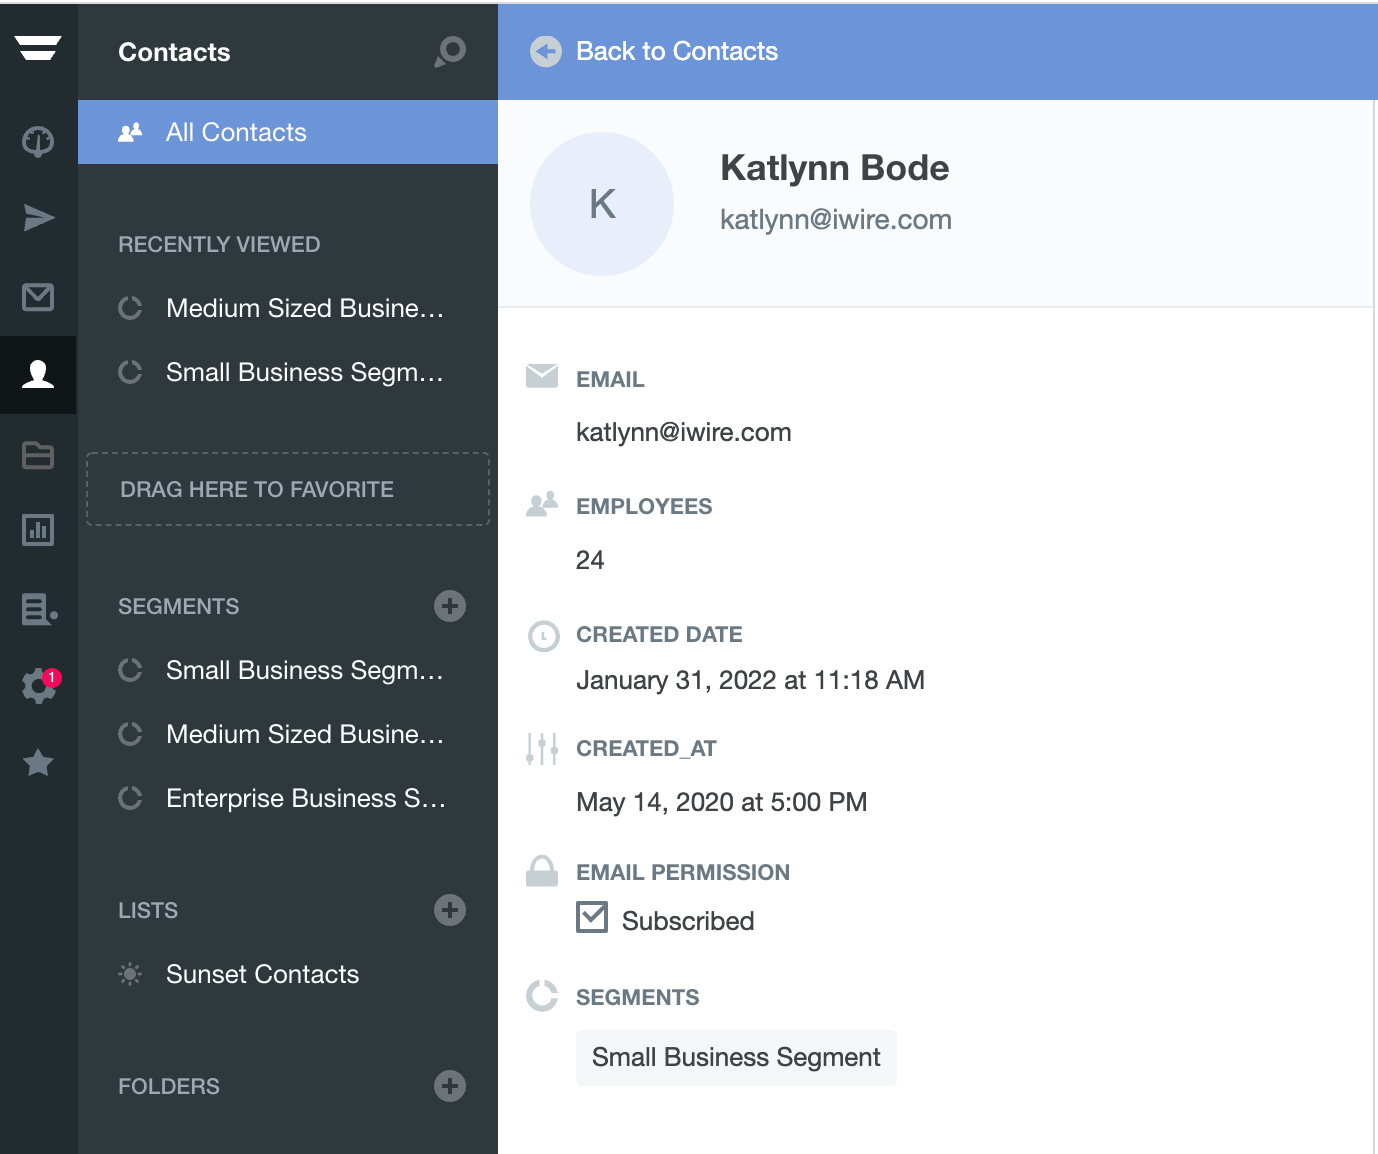 Contacts
All Contacts
RECENTLY VIEWED
Medium Sized Busine...
Small Business Segm...
DRAG HERE TO FAVORITE
SEGMENTS
Small Business Segm...
Medium Sized Busine...
Enterprise Business S...
LISTS
Sunset Contacts
FOLDERS
1
Back to Contacts
K
Katlynn Bode
katlynn@iwire.com
EMAIL
katlynn@iwire.com
EMPLOYEES
24
CREATED DATE
January 31, 2022 at 11:18 AM
CREATED_AT
May 14, 2020 at 5:00 PM
EMAIL PERMISSION
Subscribed
SEGMENTS
Small Business Segment